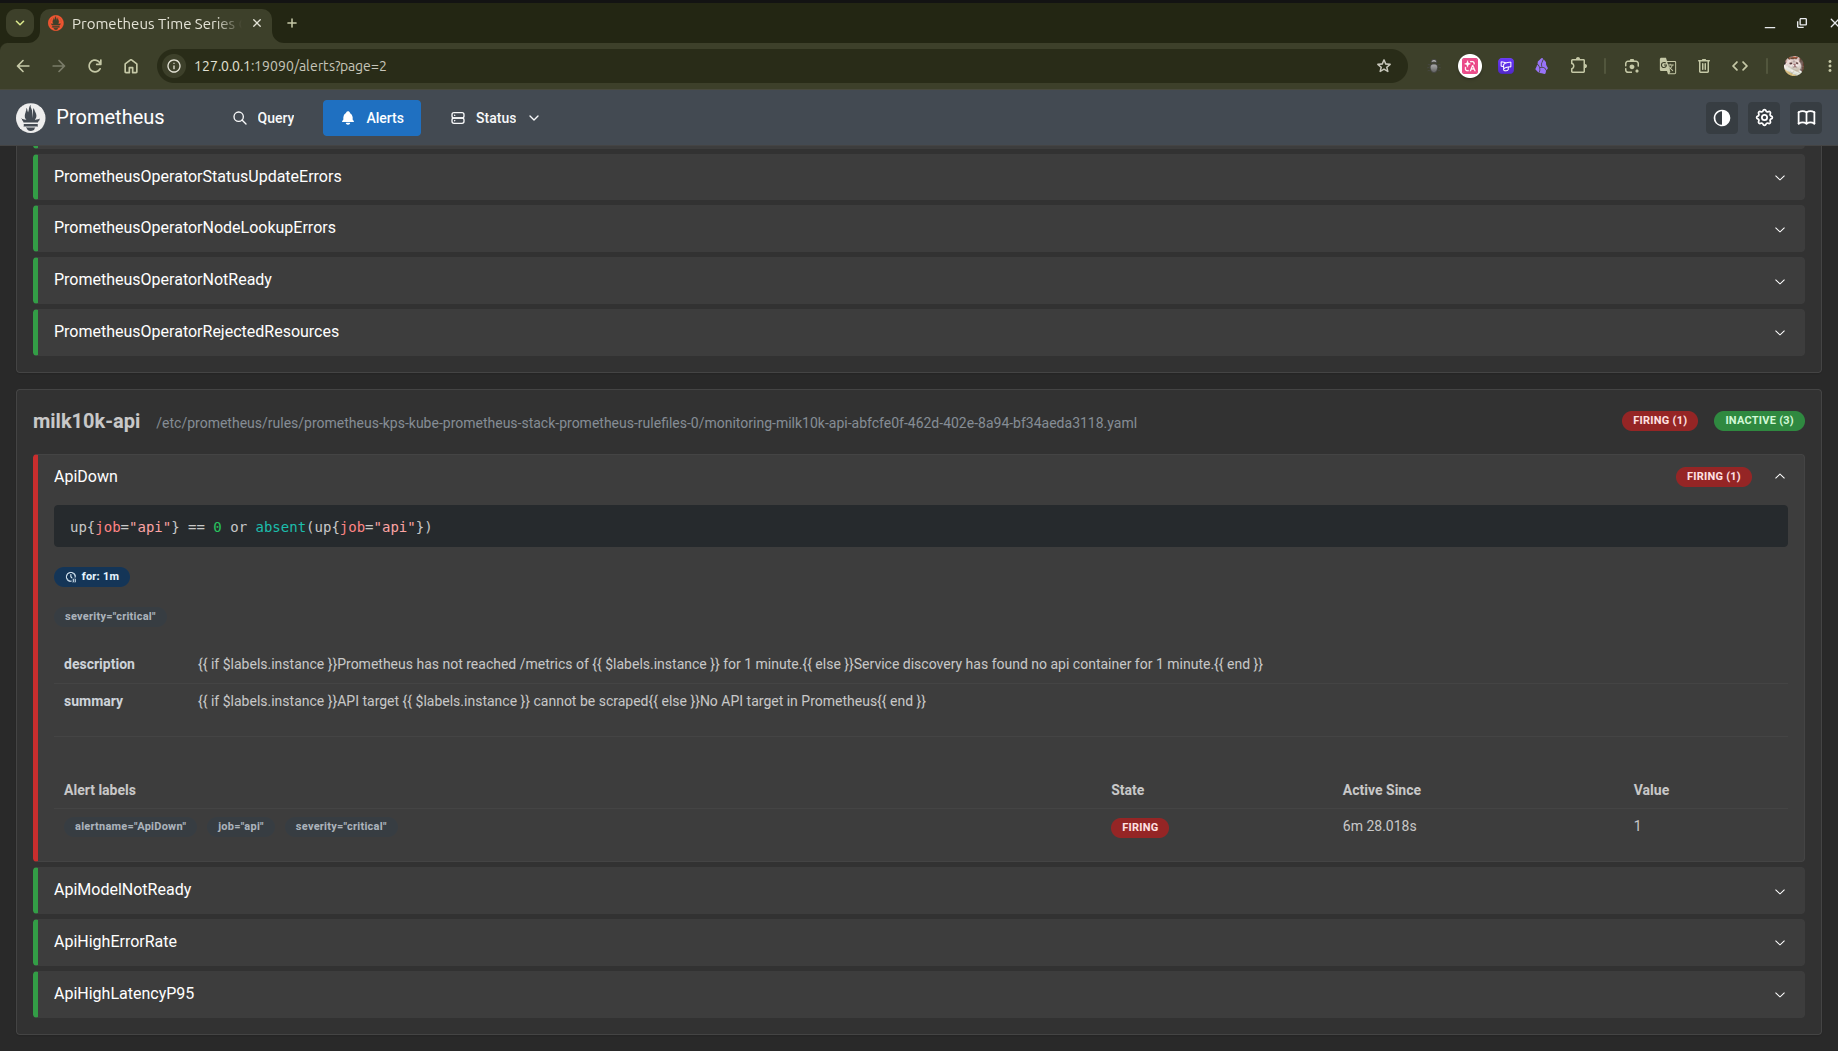 Prometheus Time Series
127.0.0.1:19090/alerts?page=2
Prometheus
Query
Alerts
Status
PrometheusOperatorStatusUpdateErrors
PrometheusOperatorNodeLookupErrors
PrometheusOperatorNotReady
PrometheusOperatorRejectedResources
milk10k-api /etc/prometheus/rules/prometheus-kps-kube-prometheus-stack-prometheus-rulefiles-0/monitoring-milk10k-api-abfcfe0f-462d-402e-8a94-bf34aeda3118.yaml FIRING (1) INACTIVE (3)
ApiDown FIRING (1)
up{job="api"} == 0 or absent(up{job="api"})
for: 1m
severity="critical"
description {{ if $labels.instance }}Prometheus has not reached /metrics of {{ $labels.instance }} for 1 minute.{{ else }}Service discovery has found no api container for 1 minute.{{ end }}
summary {{ if $labels.instance }}API target {{ $labels.instance }} cannot be scraped{{ else }}No API target in Prometheus{{ end }}
Alert labels State Active Since Value
alertname="ApiDown" job="api" severity="critical" FIRING 6m 28.018s 1
ApiModelNotReady
ApiHighErrorRate
ApiHighLatencyP95